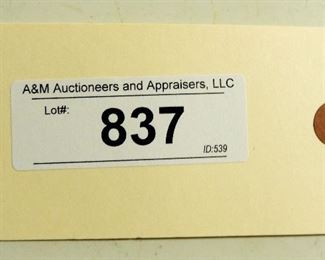 A&M Auctioneers and Appraisers, LLC
Lot#: 837
ID:539